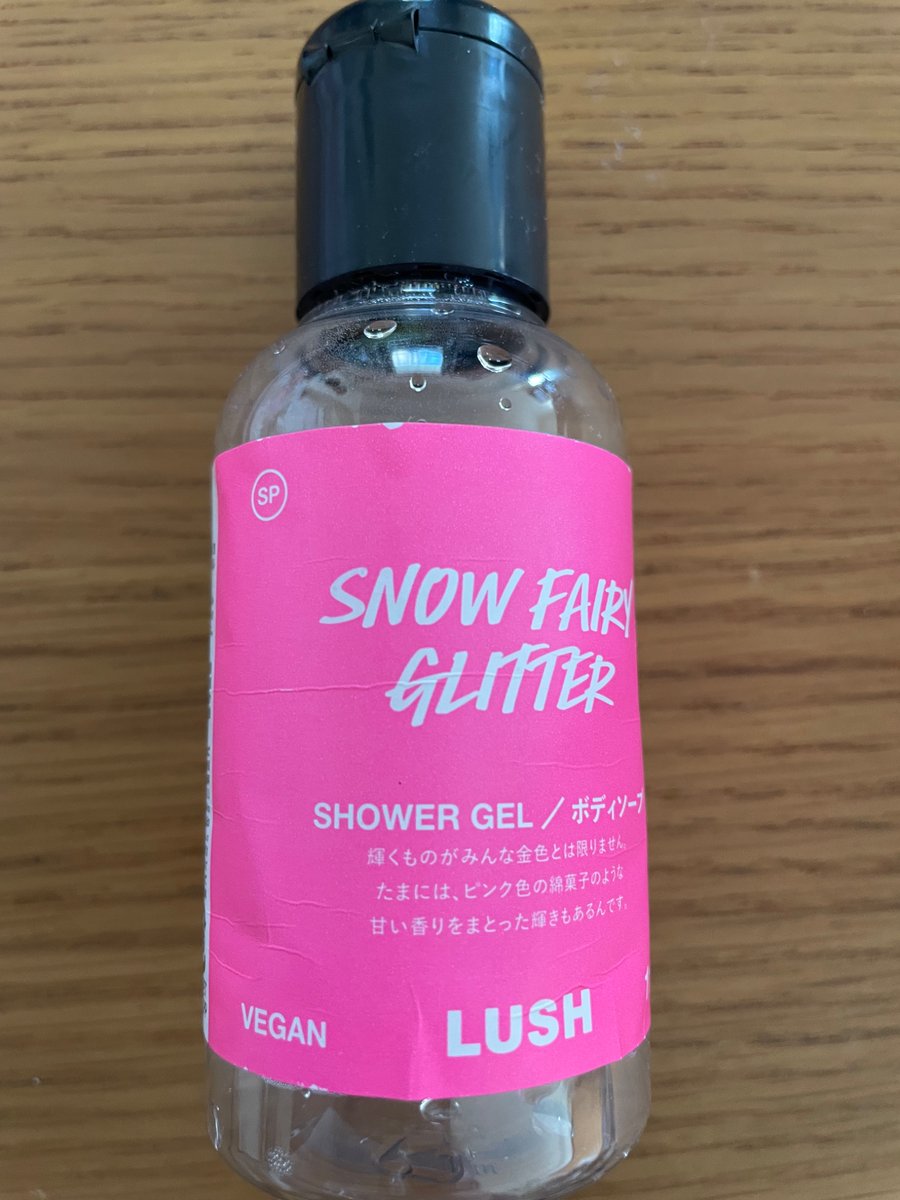 SP
SNOW FAIRY
GLITTER
SHOWER GEL / ボディソープ
輝くものがみんな金色とは限りません。
たまには、ピンク色の綿菓子のような
甘い香りをまとった輝きもあるんです。
VEGAN
LUSH